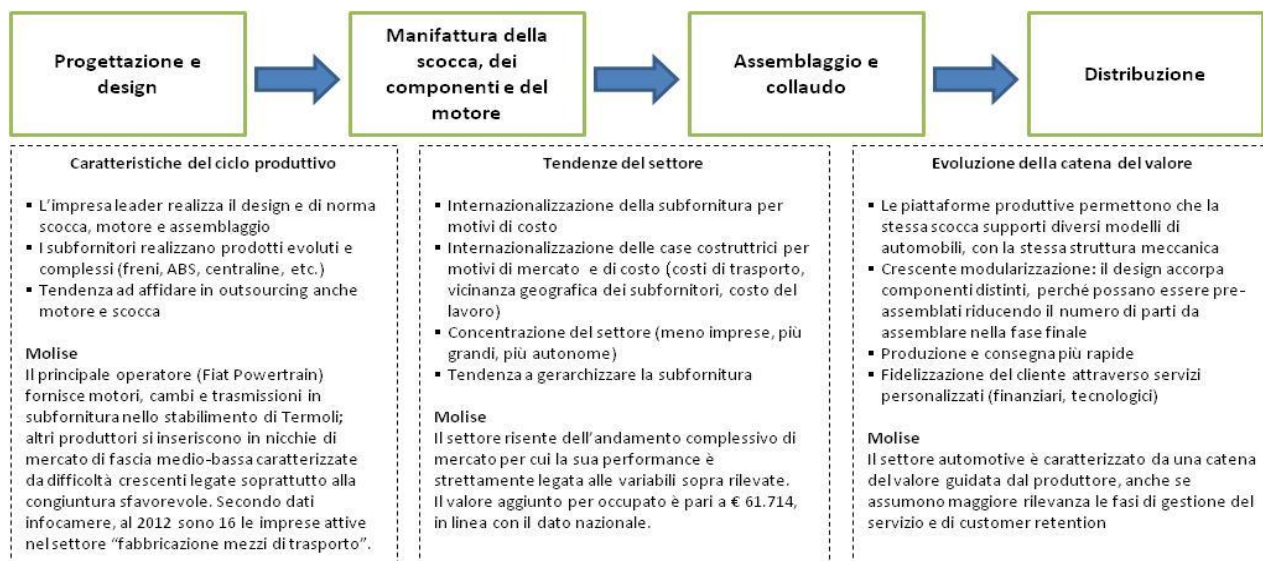 Progettazione e
design
Manifattura della
scocca, dei
componenti e del
motore
Assemblaggio e
collaudo
Distribuzione
Caratteristiche del ciclo produttivo
▪ L'impresa leader realizza il design e di norma
scocca, motore e assemblaggio
▪ I subfornitori realizzano prodotti evoluti e
complessi (freni, ABS, centraline, etc.)
▪ Tendenza ad affidare in outsourcing anche
motore e scocca
Molise
Il principale operatore (Fiat Powertrain)
fornisce motori, cambi e trasmissioni in
subfornitura nello stabilimento di Termoli;
altri produttori si inseriscono in nicchie di
mercato di fascia medio-bassa caratterizzate
da difficoltà crescenti legate soprattutto alla
congiuntura sfavorevole. Secondo dati
infocamere, al 2012 sono 16 le imprese attive
nel settore "fabbricazione mezzi di trasporto".
Tendenze del settore
▪ Internazionalizzazione della subfornitura per
motivi di costo
▪ Internazionalizzazione delle case costruttrici per
motivi di mercato e di costo (costi di trasporto,
vicinanza geografica dei subfornitori, costo del
lavoro)
▪ Concentrazione del settore (meno imprese, più
grandi, più autonome)
▪ Tendenza a gerarchizzare la subfornitura
Molise
Il settore risente dell'andamento complessivo di
mercato per cui la sua performance è
strettamente legata alle variabili sopra rilevate.
Il valore aggiunto per occupato è pari a € 61.714,
in linea con il dato nazionale.
Evoluzione della catena del valore
▪ Le piattaforme produttive permettono che la
stessa scocca supporti diversi modelli di
automobili, con la stessa struttura meccanica
▪ Crescente modularizzazione: il design accorpa
componenti distinti, perché possano essere pre-
assemblati riducendo il numero di parti da
assemblare nella fase finale
▪ Produzione e consegna più rapide
▪ Fidelizzazione del cliente attraverso servizi
personalizzati (finanziari, tecnologici)
Molise
Il settore automotive è caratterizzato da una catena
del valore guidata dal produttore, anche se
assumono maggiore rilevanza le fasi di gestione del
servizio e di customer retention